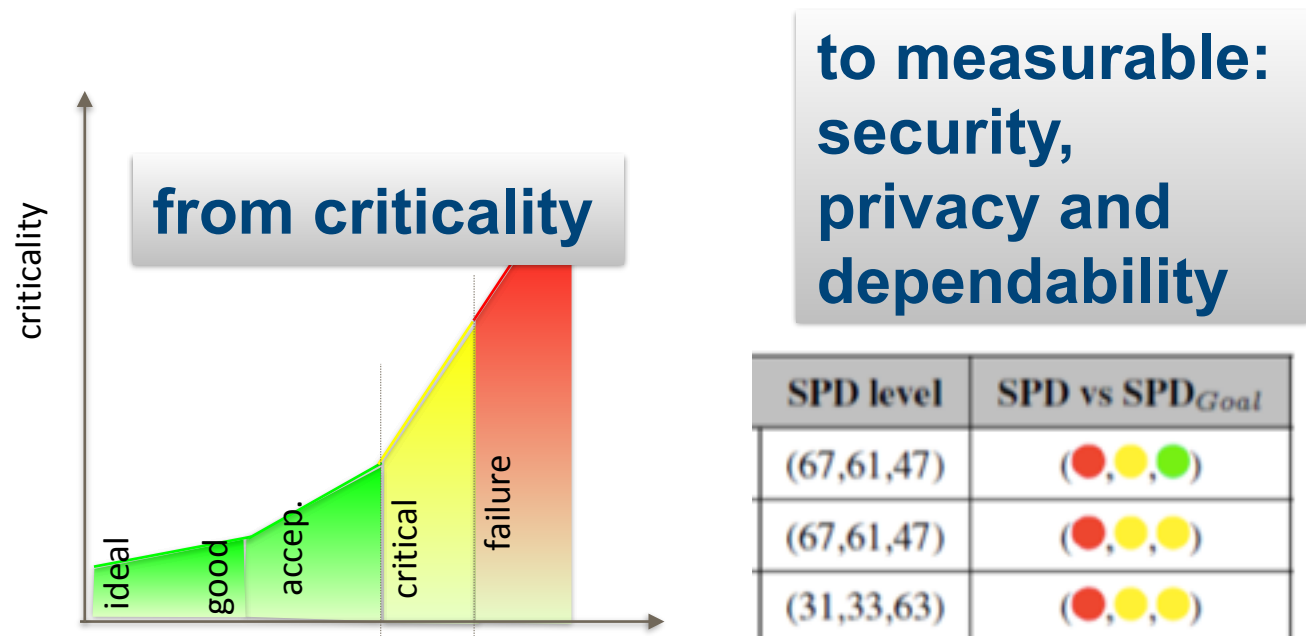 from criticality
to measurable:
security,
privacy and
dependability
criticality
ideal
good
accep.
critical
failure
SPD level SPD vs SPD_Goal
(67,61,47) ( , , )
(67,61,47) ( , , )
(31,33,63) ( , , )